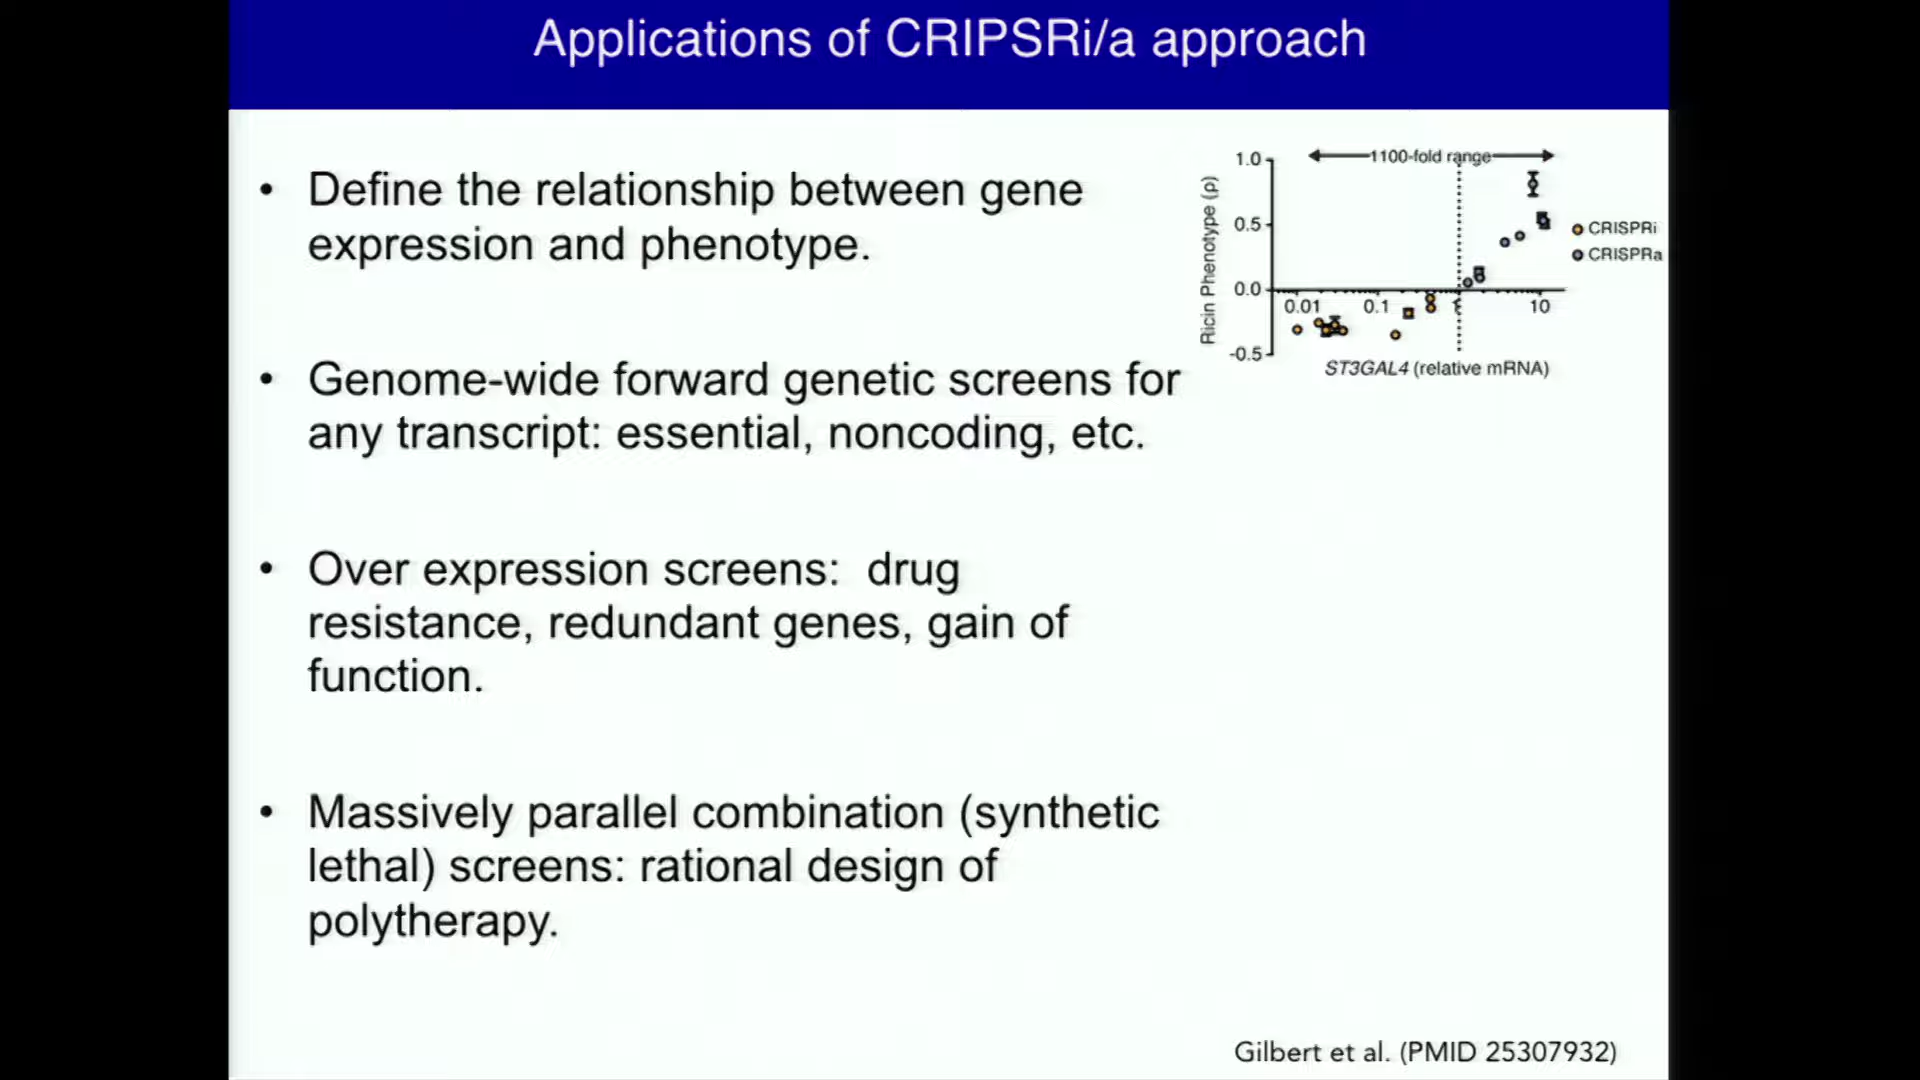 Applications of CRIPSRi/a approach
• Define the relationship between gene
expression and phenotype.
• Genome-wide forward genetic screens for
any transcript: essential, noncoding, etc.
• Over expression screens:  drug
resistance, redundant genes, gain of
function.
• Massively parallel combination (synthetic
lethal) screens: rational design of
polytherapy.
1100-fold range
Ricin Phenotype (ρ)
1.0
0.5
0.0
-0.5
0.01 0.1 1 10
ST3GAL4 (relative mRNA)
CRISPRi
CRISPRa
Gilbert et al. (PMID 25307932)